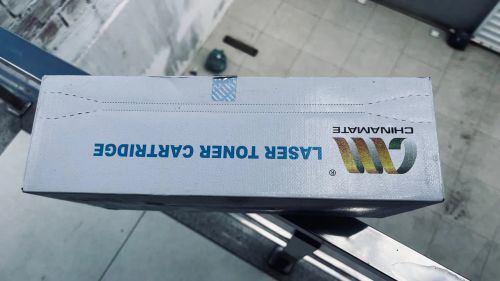 CHINAMATE
®
LASER TONER CARTRIDGE